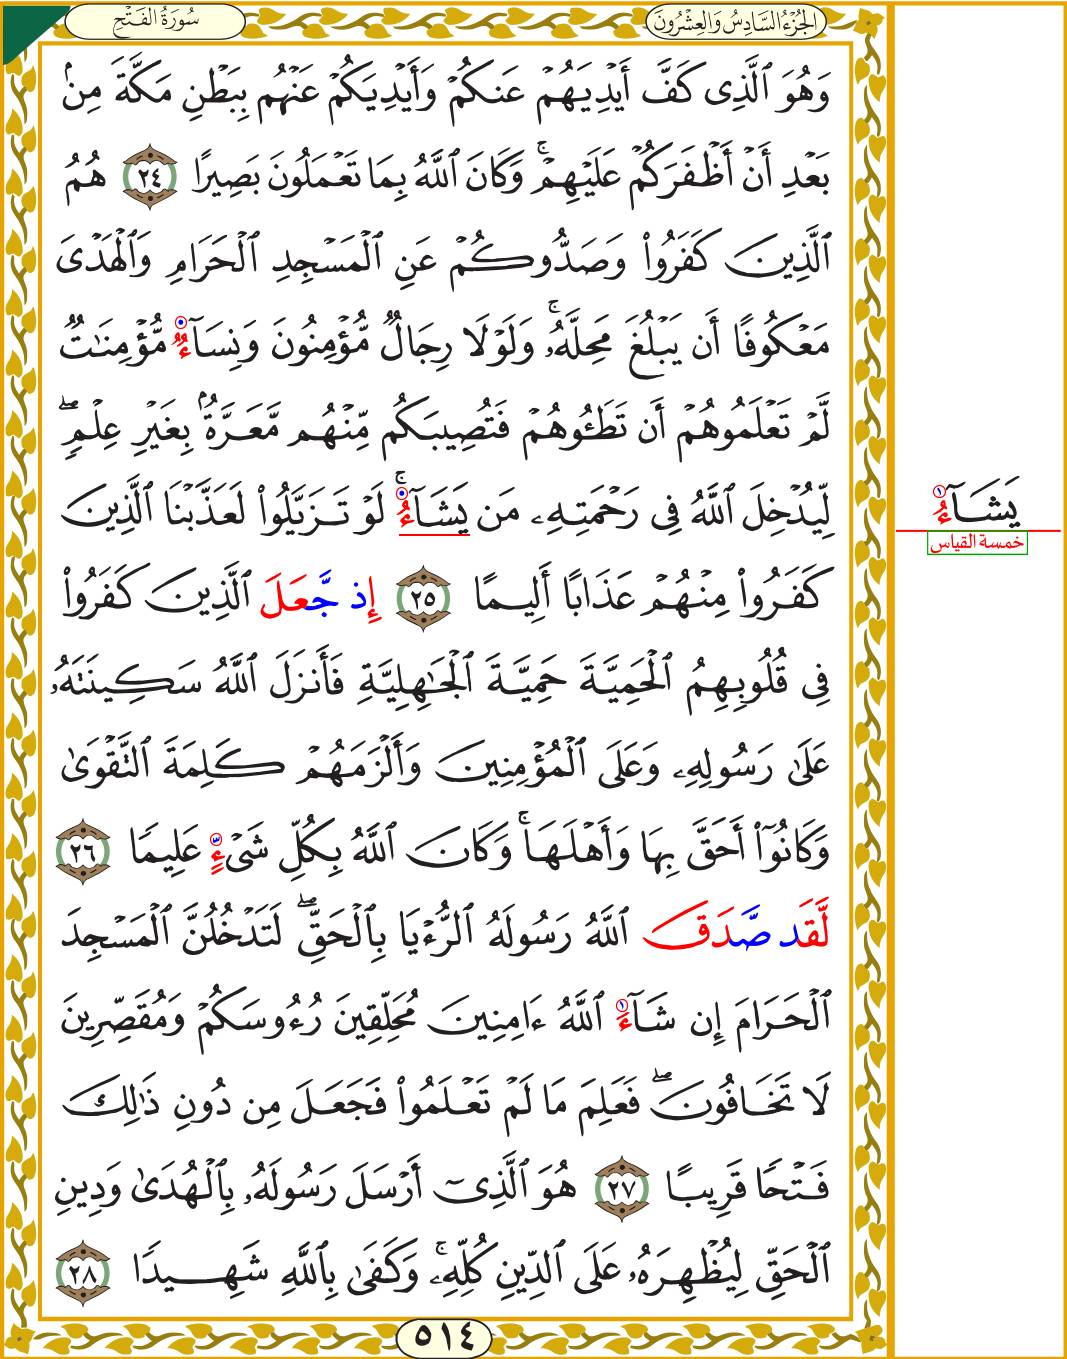 الجُزْءُ السَّادِسُ وَالعِشْرُونَ
سُورَةُ الفَتْحِ
وَهُوَ ٱلَّذِى كَفَّ أَيْدِيَهُمْ عَنكُمْ وَأَيْدِيَكُمْ عَنْهُم بِبَطْنِ مَكَّةَ مِنۢ
بَعْدِ أَنْ أَظْفَرَكُمْ عَلَيْهِمْ ۚ وَكَانَ ٱللَّهُ بِمَا تَعْمَلُونَ بَصِيرًا ٢٤ هُمُ
ٱلَّذِينَ كَفَرُوا۟ وَصَدُّوكُمْ عَنِ ٱلْمَسْجِدِ ٱلْحَرَامِ وَٱلْهَدْىَ
مَعْكُوفًا أَن يَبْلُغَ مَحِلَّهُۥ ۚ وَلَوْلَا رِجَالٌ مُّؤْمِنُونَ وَنِسَآءٌ مُّؤْمِنَٰتٌ
لَّمْ تَعْلَمُوهُمْ أَن تَطَـُٔوهُمْ فَتُصِيبَكُم مِّنْهُم مَّعَرَّةٌۢ بِغَيْرِ عِلْمٍ ۖ
لِّيُدْخِلَ ٱللَّهُ فِى رَحْمَتِهِۦ مَن يَشَآءُ ۚ لَوْ تَزَيَّلُوا۟ لَعَذَّبْنَا ٱلَّذِينَ
كَفَرُوا۟ مِنْهُمْ عَذَابًا أَلِيمًا ٢٥ إِذ جَّعَلَ ٱلَّذِينَ كَفَرُوا۟
فِى قُلُوبِهِمُ ٱلْحَمِيَّةَ حَمِيَّةَ ٱلْجَٰهِلِيَّةِ فَأَنزَلَ ٱللَّهُ سَكِينَتَهُۥ
عَلَىٰ رَسُولِهِۦ وَعَلَى ٱلْمُؤْمِنِينَ وَأَلْزَمَهُمْ كَلِمَةَ ٱلتَّقْوَىٰ
وَكَانُوٓا۟ أَحَقَّ بِهَا وَأَهْلَهَا ۚ وَكَانَ ٱللَّهُ بِكُلِّ شَىْءٍ عَلِيمًا ٢٦
لَّقَد صَّدَقَ ٱللَّهُ رَسُولَهُ ٱلرُّءْيَا بِٱلْحَقِّ ۖ لَتَدْخُلُنَّ ٱلْمَسْجِدَ
ٱلْحَرَامَ إِن شَآءَ ٱللَّهُ ءَامِنِينَ مُحَلِّقِينَ رُءُوسَكُمْ وَمُقَصِّرِينَ
لَا تَخَافُونَ ۖ فَعَلِمَ مَا لَمْ تَعْلَمُوا۟ فَجَعَلَ مِن دُونِ ذَٰلِكَ
فَتْحًا قَرِيبًا ٢٧ هُوَ ٱلَّذِىٓ أَرْسَلَ رَسُولَهُۥ بِٱلْهُدَىٰ وَدِينِ
ٱلْحَقِّ لِيُظْهِرَهُۥ عَلَى ٱلدِّينِ كُلِّهِۦ ۚ وَكَفَىٰ بِٱللَّهِ شَهِيدًا ٢٨
٥١٤
يَشَآءُ
خمسة القياس